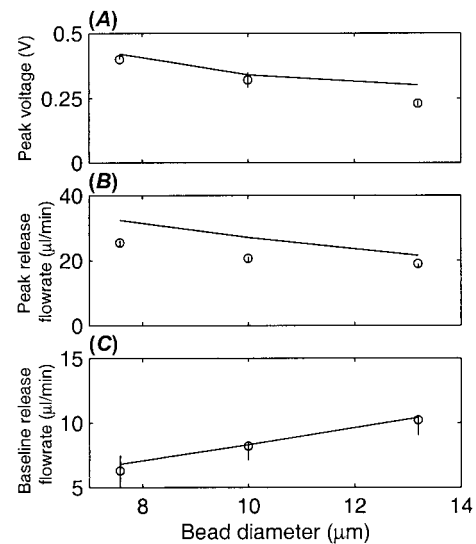 (A)
Peak voltage (V)
0.5
0.25
0
(B)
Peak release
flowrate (μl/min)
40
20
0
(C)
Baseline release
flowrate (μl/min)
15
10
5
8 10 12 14
Bead diameter (μm)